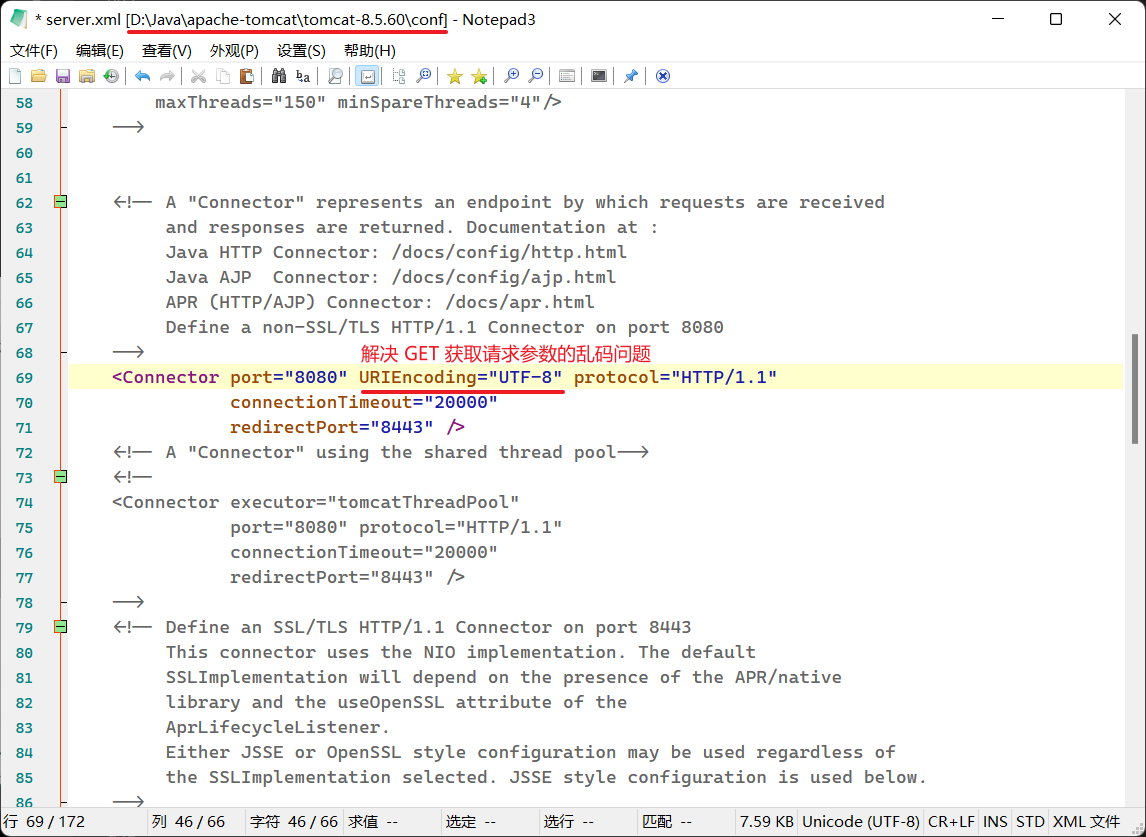 * server.xml [D:\Java\apache-tomcat\tomcat-8.5.60\conf] - Notepad3
文件(F) 编辑(E) 查看(V) 外观(P) 设置(S) 帮助(H)
58 maxThreads="150" minSpareThreads="4"/>
59 -->
60
61
62 <!-- A "Connector" represents an endpoint by which requests are received
63 and responses are returned. Documentation at :
64 Java HTTP Connector: /docs/config/http.html
65 Java AJP  Connector: /docs/config/ajp.html
66 APR (HTTP/AJP) Connector: /docs/apr.html
67 Define a non-SSL/TLS HTTP/1.1 Connector on port 8080
68 -->
解决 GET 获取请求参数的乱码问题
69 <Connector port="8080" URIEncoding="UTF-8" protocol="HTTP/1.1"
70 connectionTimeout="20000"
71 redirectPort="8443" />
72 <!-- A "Connector" using the shared thread pool-->
73 <!--
74 <Connector executor="tomcatThreadPool"
75 port="8080" protocol="HTTP/1.1"
76 connectionTimeout="20000"
77 redirectPort="8443" />
78 -->
79 <!-- Define an SSL/TLS HTTP/1.1 Connector on port 8443
80 This connector uses the NIO implementation. The default
81 SSLImplementation will depend on the presence of the APR/native
82 library and the useOpenSSL attribute of the
83 AprLifecycleListener.
84 Either JSSE or OpenSSL style configuration may be used regardless of
85 the SSLImplementation selected. JSSE style configuration is used below.
86 -->
行 69 / 172 列 46 / 66 字符 46 / 66 求值 -- 选定 -- 选行 -- 匹配 -- 7.59 KB Unicode (UTF-8) CR+LF INS STD XML 文件